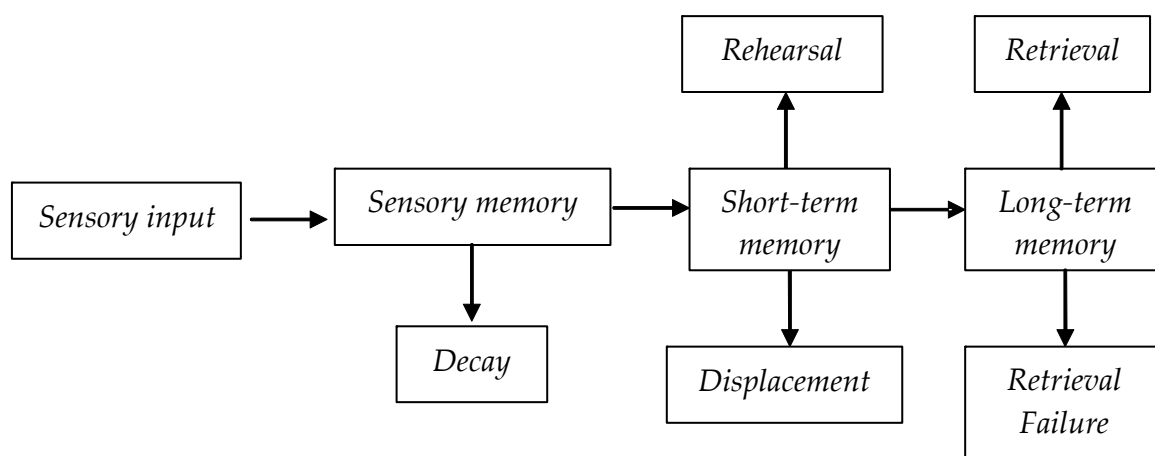 Rehearsal
Retrieval
Sensory input
Sensory memory
Short-term
memory
Long-term
memory
Decay
Displacement
Retrieval
Failure